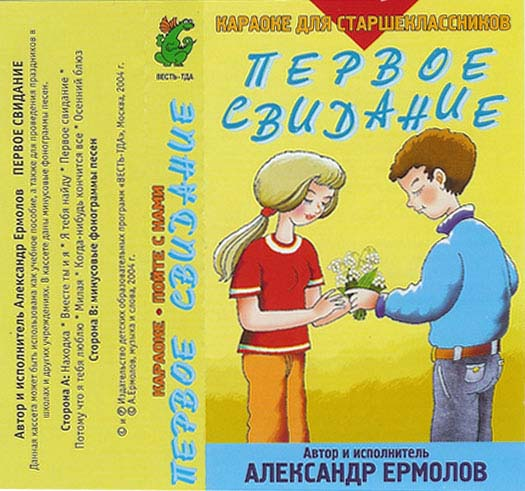 Автор и исполнитель Александр Ермолов ПЕРВОЕ СВИДАНИЕ
Данная кассета может быть использована как учебное пособие, а также для проведения праздников в
школах и других учреждениях. В кассете даны минусовые фонограммы песен.
Сторона А: Находка * Вместе ты и я * Я тебя найду * Первое свидание *
Потому что я тебя люблю * Милая * Когда-нибудь кончится все * Осенний блюз
Сторона В: минусовые фонограммы песен
© и ℗ Издательство детских образовательных программ «ВЕСТЬ-ТДА», Москва, 2004 г.
© А.Ермолов, музыка и слова, 2004 г.
ВЕСТЬ-ТДА
КАРАОКЕ • ПОЙТЕ С НАМИ
ПЕРВОЕ СВИДАНИЕ
КАРАОКЕ ДЛЯ СТАРШЕКЛАССНИКОВ
ПЕРВОЕ
СВИДАНИЕ
Автор и исполнитель
АЛЕКСАНДР ЕРМОЛОВ